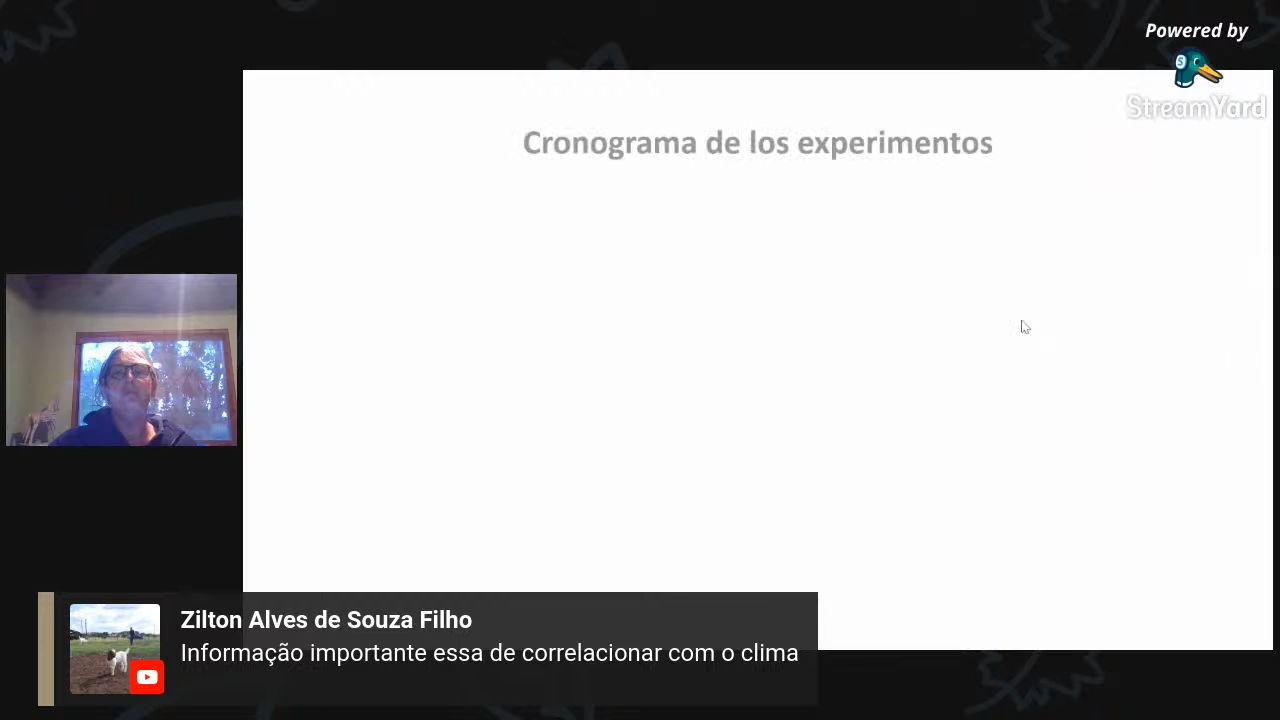 Powered by
StreamYard
Cronograma de los experimentos
Zilton Alves de Souza Filho
Informação importante essa de correlacionar com o clima